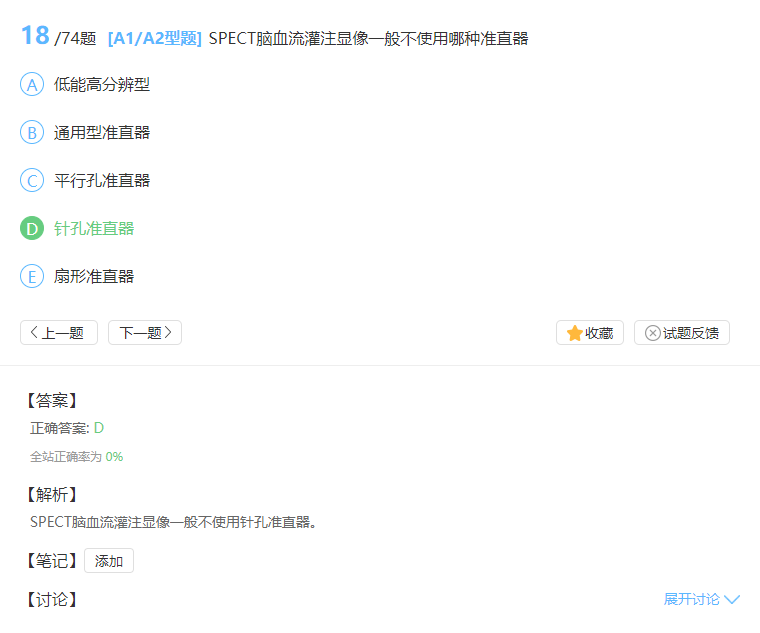 18 /74题 [A1/A2型题] SPECT脑血流灌注显像一般不使用哪种准直器
A 低能高分辨型
B 通用型准直器
C 平行孔准直器
D 针孔准直器
E 扇形准直器
上一题 下一题 收藏 试题反馈
【答案】
正确答案: D
全站正确率为 0%
【解析】
SPECT脑血流灌注显像一般不使用针孔准直器。
【笔记】 添加
【讨论】 展开讨论